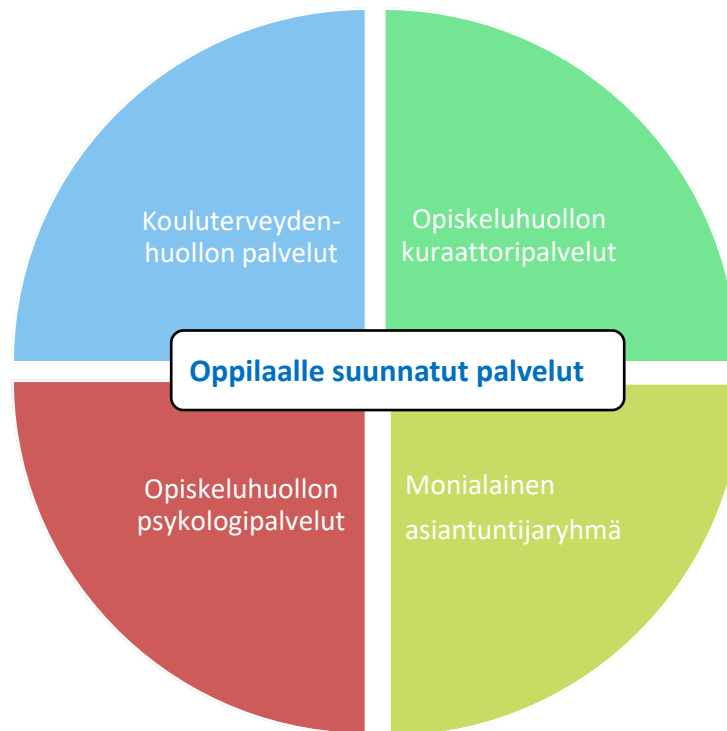 Kouluterveyden-
huollon palvelut
Opiskeluhuollon
kuraattoripalvelut
Oppilaalle suunnatut palvelut
Opiskeluhuollon
psykologipalvelut
Monialainen
asiantuntijaryhmä